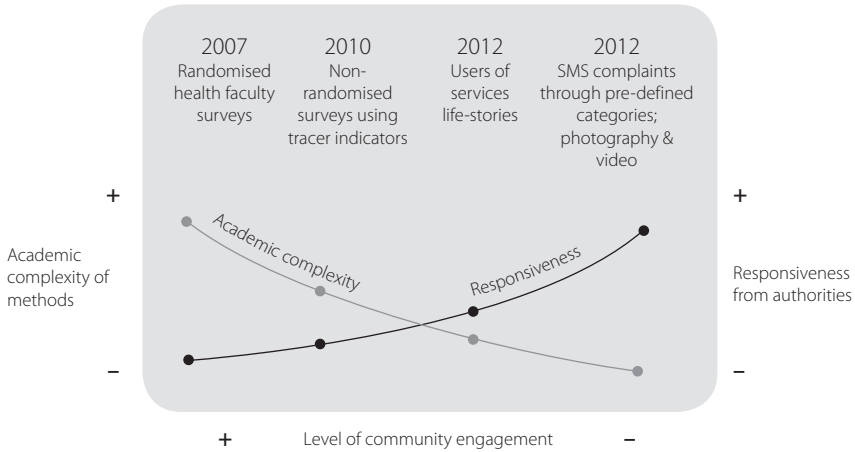 2007
Randomised
health faculty
surveys
2010
Non-
randomised
surveys using
tracer indicators
2012
Users of
services
life-stories
2012
SMS complaints
through pre-defined
categories;
photography &
video
+
Academic
complexity of
methods
–
Academic complexity
Responsiveness
+
Responsiveness
from authorities
–
+ Level of community engagement –